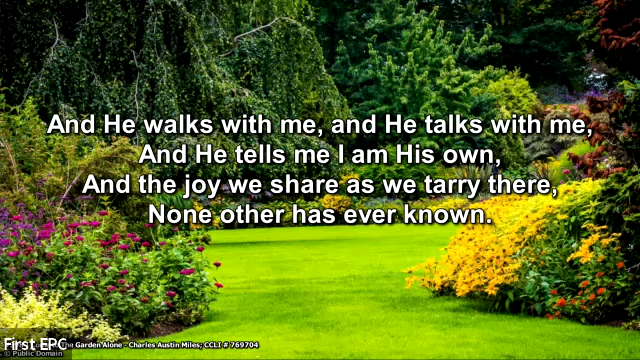 And He walks with me, and He talks with me,
And He tells me I am His own,
And the joy we share as we tarry there,
None other has ever known.
The Garden Alone - Charles Austin Miles; CCLI # 769704
First EPC
© Public Domain